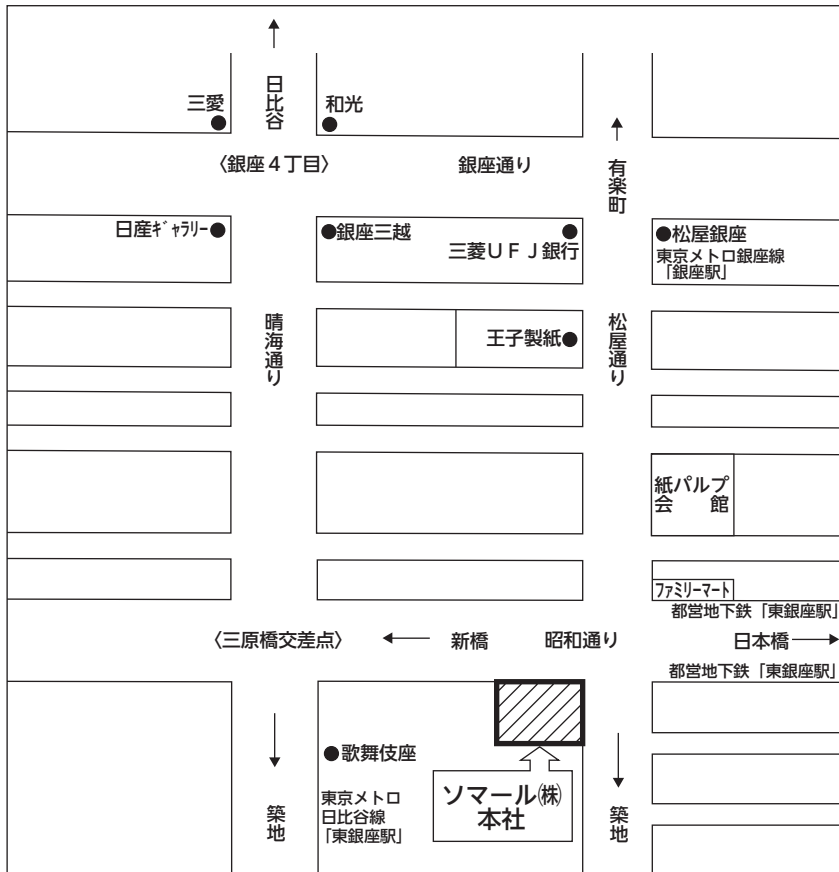 日比谷
三愛
和光
〈銀座４丁目〉
銀座通り
有楽町
日産ｷﾞｬﾗﾘｰ
銀座三越
三菱ＵＦＪ銀行
松屋銀座
東京メトロ銀座線
「銀座駅」
晴海通り
王子製紙
松屋通り
紙パルプ
会館
ﾌｧﾐﾘｰﾏｰﾄ
都営地下鉄「東銀座駅」
〈三原橋交差点〉
新橋
昭和通り
日本橋
都営地下鉄「東銀座駅」
歌舞伎座
東京メトロ
日比谷線
「東銀座駅」
ソマール㈱
本社
築地
築地